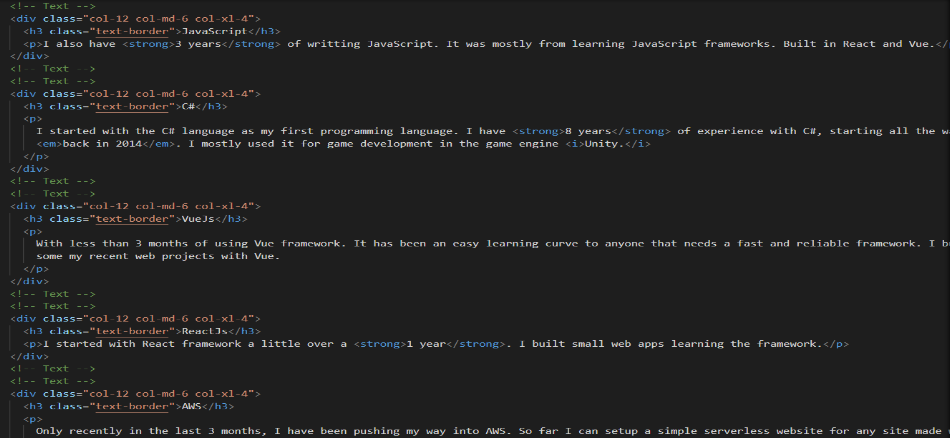 <!-- Text -->
<div class="col-12 col-md-6 col-xl-4">
<h3 class="text-border">JavaScript</h3>
<p>I also have <strong>3 years</strong> of writting JavaScript. It was mostly from learning JavaScript frameworks. Built in React and Vue.</
</div>
<!-- Text -->
<!-- Text -->
<div class="col-12 col-md-6 col-xl-4">
<h3 class="text-border">C#</h3>
<p>
I started with the C# language as my first programming language. I have <strong>8 years</strong> of experience with C#, starting all the
<em>back in 2014</em>. I mostly used it for game development in the game engine <i>Unity.</i>
</p>
</div>
<!-- Text -->
<!-- Text -->
<div class="col-12 col-md-6 col-xl-4">
<h3 class="text-border">VueJs</h3>
<p>
With less than 3 months of using Vue framework. It has been an easy learning curve to anyone that needs a fast and reliable framework. I
some my recent web projects with Vue.
</p>
</div>
<!-- Text -->
<!-- Text -->
<div class="col-12 col-md-6 col-xl-4">
<h3 class="text-border">ReactJs</h3>
<p>I started with React framework a little over a <strong>1 year</strong>. I built small web apps learning the framework.</p>
</div>
<!-- Text -->
<!-- Text -->
<div class="col-12 col-md-6 col-xl-4">
<h3 class="text-border">AWS</h3>
<p>
Only recently in the last 3 months, I have been pushing my way into AWS. So far I can setup a simple serverless website for any site made